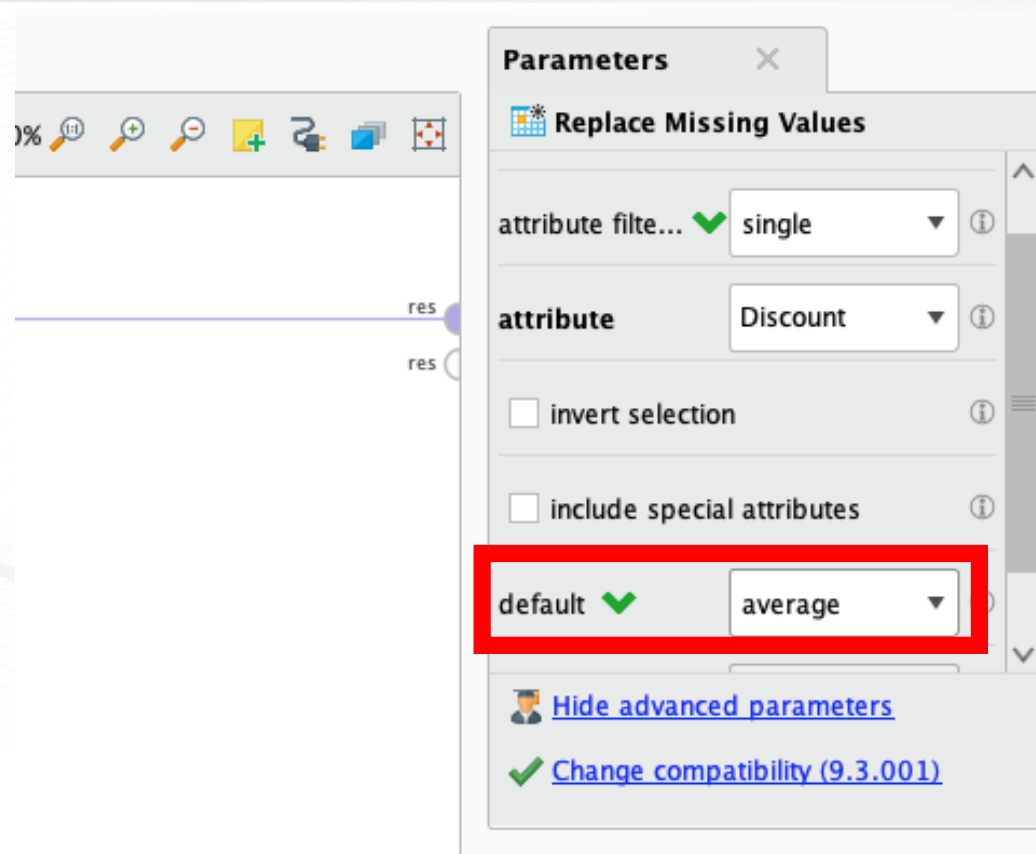 Parameters
Replace Missing Values
0%
attribute filte... single
res
attribute Discount
res
invert selection
include special attributes
default average
Hide advanced parameters
Change compatibility (9.3.001)